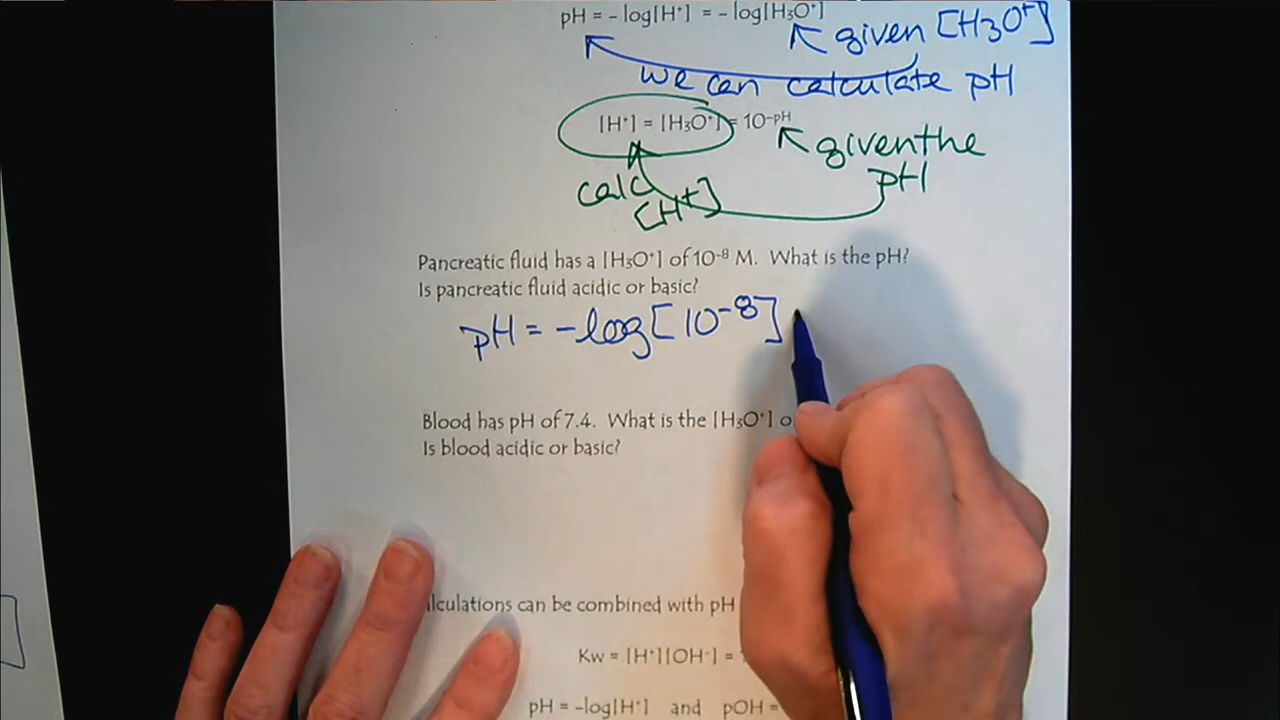 pH = – log[H⁺] = – log[H₃O⁺]
given [H3O⁺]
we can calculate pH
[H⁺] = [H₃O⁺] = 10⁻ᵖᴴ
given the
pH
calc
[H⁺]
Pancreatic fluid has a [H₃O⁺] of 10⁻⁸ M. What is the pH?
Is pancreatic fluid acidic or basic?
pH = -log[10⁻⁸]
Blood has pH of 7.4. What is the [H₃O⁺] o
Is blood acidic or basic?
lculations can be combined with pH
Kw = [H⁺][OH⁻] =
pH = -log[H⁺] and pOH =